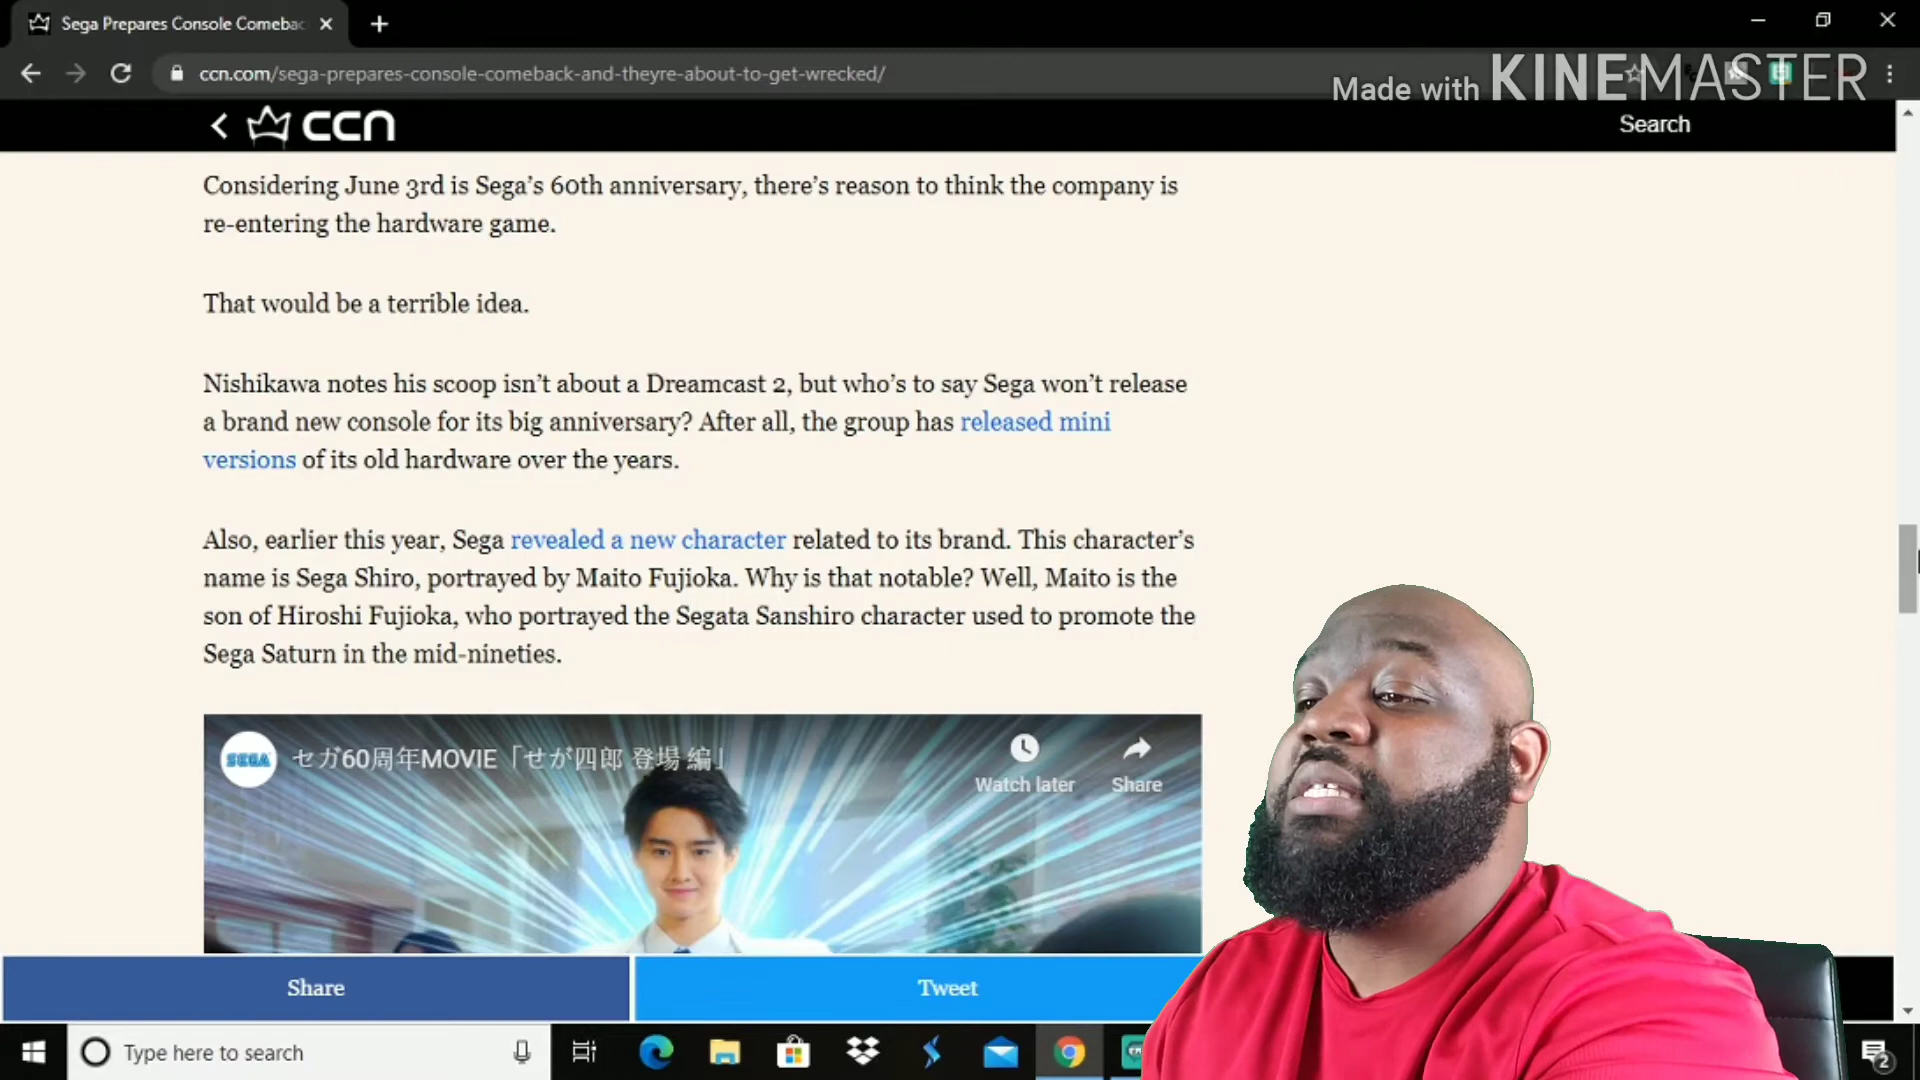 Sega Prepares Console Comebac
ccn.com/sega-prepares-console-comeback-and-theyre-about-to-get-wrecked/
Made with KINEMASTER
ccn
Search
Considering June 3rd is Sega's 60th anniversary, there's reason to think the company is
re-entering the hardware game.
That would be a terrible idea.
Nishikawa notes his scoop isn't about a Dreamcast 2, but who's to say Sega won't release
a brand new console for its big anniversary? After all, the group has released mini
versions of its old hardware over the years.
Also, earlier this year, Sega revealed a new character related to its brand. This character's
name is Sega Shiro, portrayed by Maito Fujioka. Why is that notable? Well, Maito is the
son of Hiroshi Fujioka, who portrayed the Segata Sanshiro character used to promote the
Sega Saturn in the mid-nineties.
SEGA
セガ60周年MOVIE「せが四郎 登場 編」
Watch later
Share
Share
Tweet
Type here to search
2